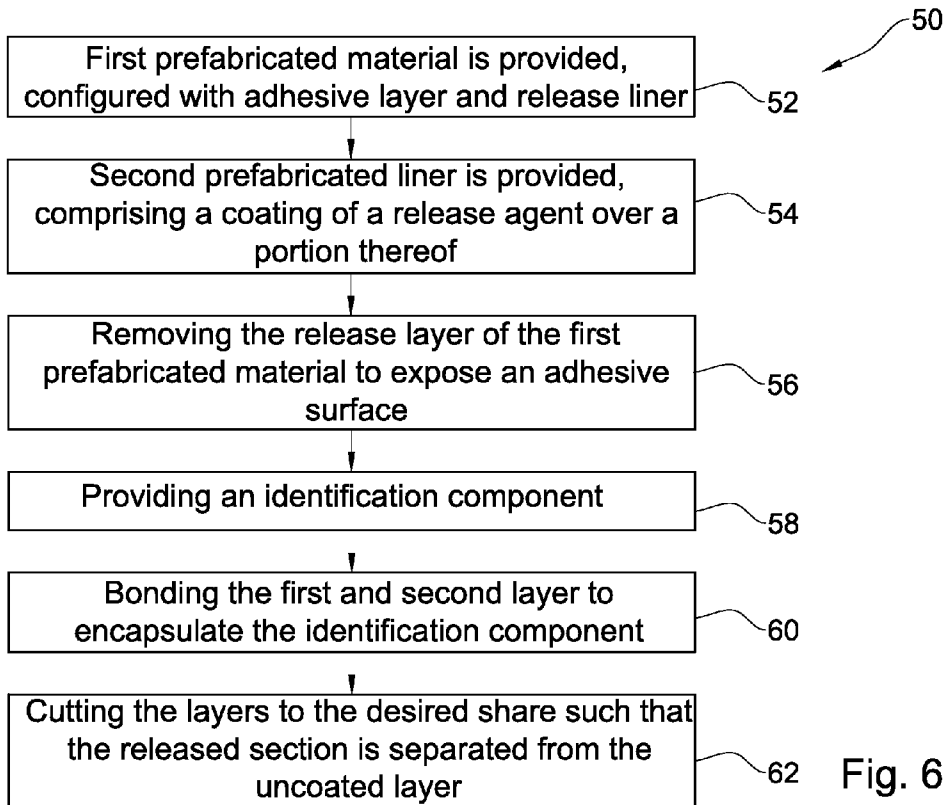 50
First prefabricated material is provided,
configured with adhesive layer and release liner
52
Second prefabricated liner is provided,
comprising a coating of a release agent over a
portion thereof
54
Removing the release layer of the first
prefabricated material to expose an adhesive
surface
56
Providing an identification component
58
Bonding the first and second layer to
encapsulate the identification component
60
Cutting the layers to the desired share such that
the released section is separated from the
uncoated layer
62
Fig. 6